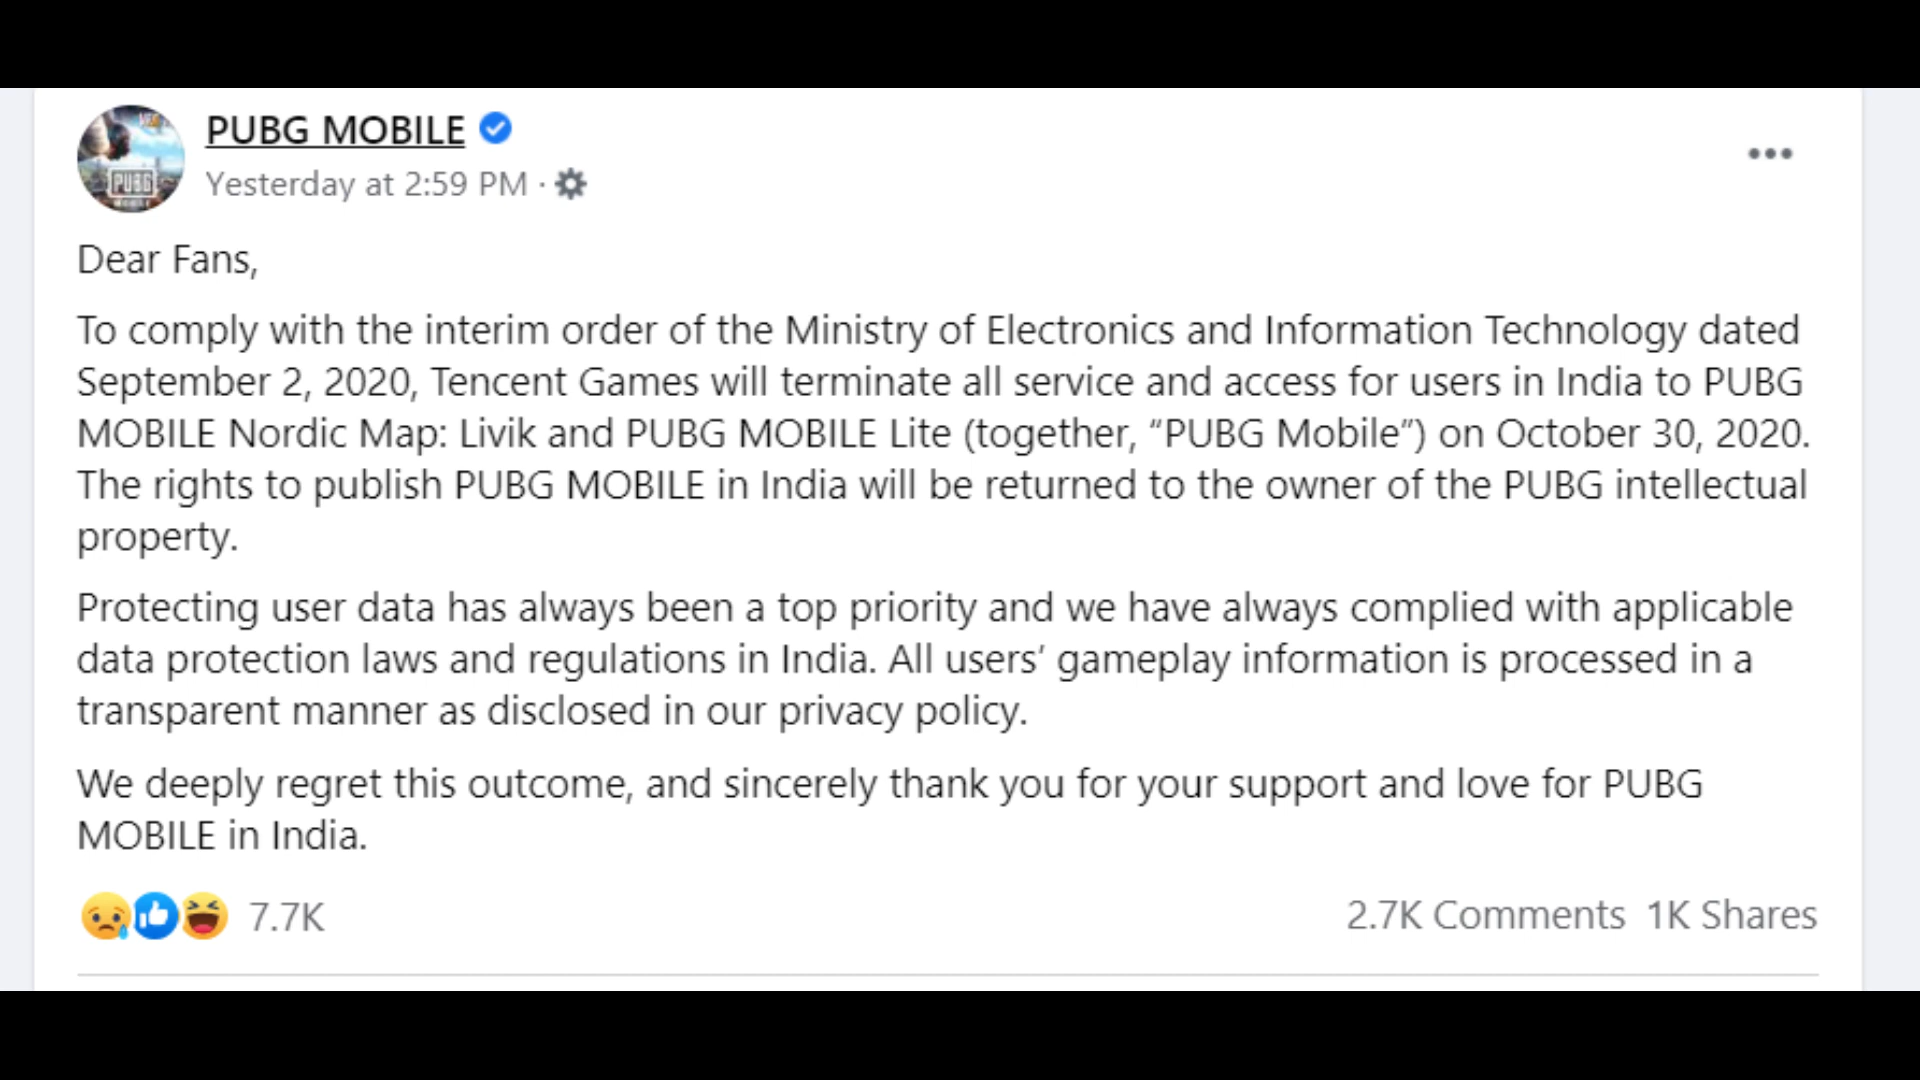 PUBG MOBILE
Yesterday at 2:59 PM ·
Dear Fans,
To comply with the interim order of the Ministry of Electronics and Information Technology dated
September 2, 2020, Tencent Games will terminate all service and access for users in India to PUBG
MOBILE Nordic Map: Livik and PUBG MOBILE Lite (together, “PUBG Mobile”) on October 30, 2020.
The rights to publish PUBG MOBILE in India will be returned to the owner of the PUBG intellectual
property.
Protecting user data has always been a top priority and we have always complied with applicable
data protection laws and regulations in India. All users’ gameplay information is processed in a
transparent manner as disclosed in our privacy policy.
We deeply regret this outcome, and sincerely thank you for your support and love for PUBG
MOBILE in India.
7.7K 2.7K Comments 1K Shares
PUBG